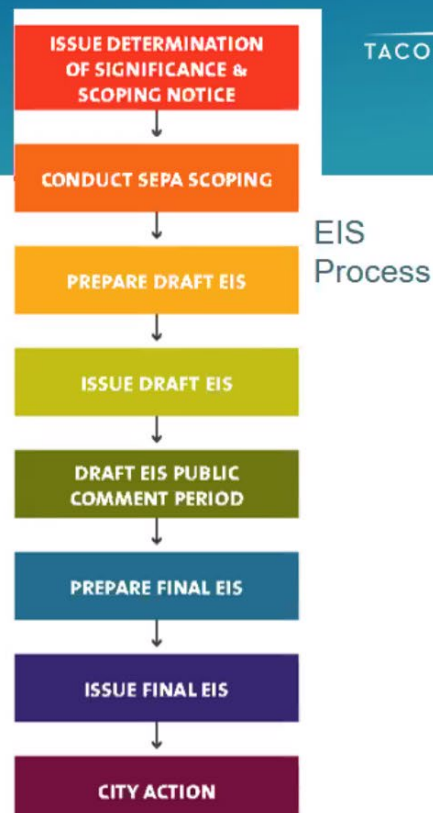 ISSUE DETERMINATION
OF SIGNIFICANCE &
SCOPING NOTICE
TACO
CONDUCT SEPA SCOPING
EIS
Process
PREPARE DRAFT EIS
ISSUE DRAFT EIS
DRAFT EIS PUBLIC
COMMENT PERIOD
PREPARE FINAL EIS
ISSUE FINAL EIS
CITY ACTION